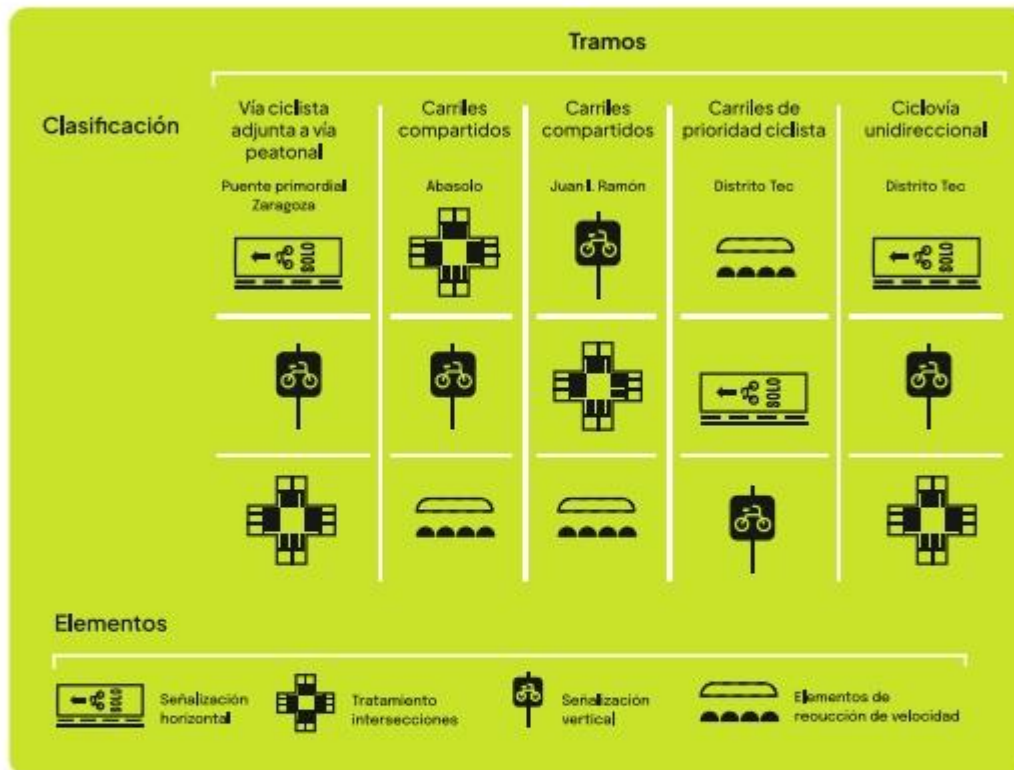 Tramos
Clasificación
Vía ciclista
adjunta a vía
peatonal
Carriles
compartidos
Carriles
compartidos
Carriles de
prioridad ciclista
Ciclovía
unidireccional
Puente primordial
Zaragoza
Abasolo
Juan I. Ramón
Distrito Tec
Distrito Tec
SOLO
SOLO
SOLO
Elementos
SOLO
Señalización
horizontal
Tratamiento
intersecciones
Señalización
vertical
Elementos de
reoucción de velocidad